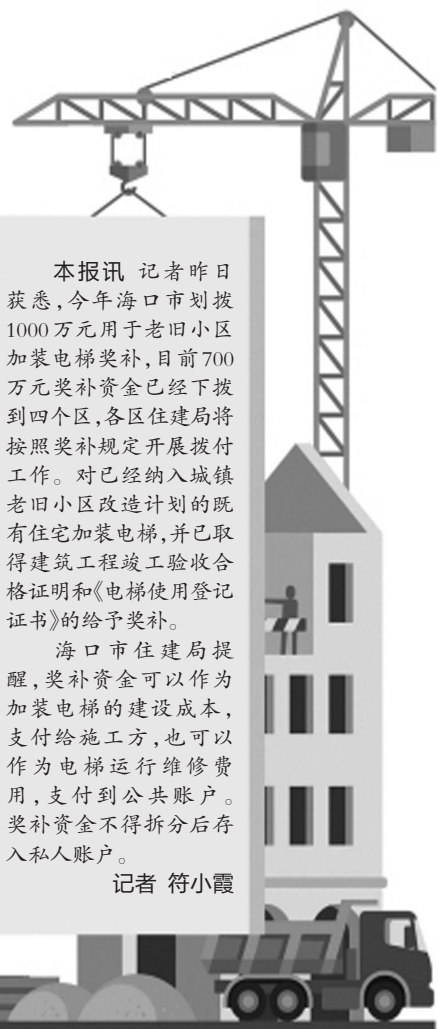 本报讯 记者昨日
获悉,今年海口市划拨
1000万元用于老旧小区
加装电梯奖补,目前700
万元奖补资金已经下拨
到四个区,各区住建局将
按照奖补规定开展拨付
工作。对已经纳入城镇
老旧小区改造计划的既
有住宅加装电梯,并已取
得建筑工程竣工验收合
格证明和《电梯使用登记
证书》的给予奖补。
海口市住建局提
醒,奖补资金可以作为
加装电梯的建设成本,
支付给施工方,也可以
作为电梯运行维修费
用,支付到公共账户。
奖补资金不得拆分后存
入私人账户。
记者 符小霞